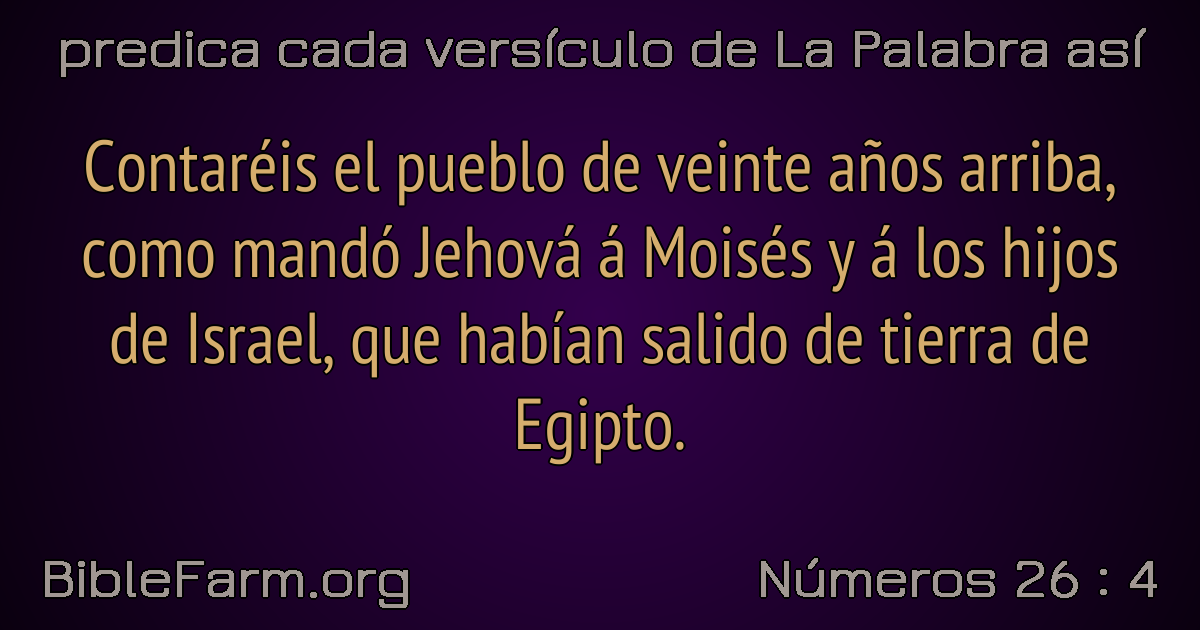 predica cada versículo de La Palabra así
Contaréis el pueblo de veinte años arriba,
como mandó Jehová á Moisés y á los hijos
de Israel, que habían salido de tierra de
Egipto.
BibleFarm.org
Números 26 : 4